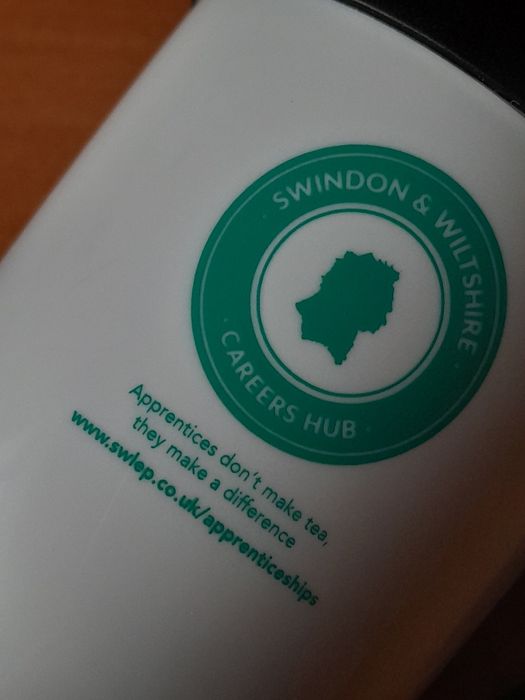 SWINDON & WILTSHIRE
CAREERS HUB
Apprentices don't make tea,
they make a difference
www.swlep.co.uk/apprenticeships